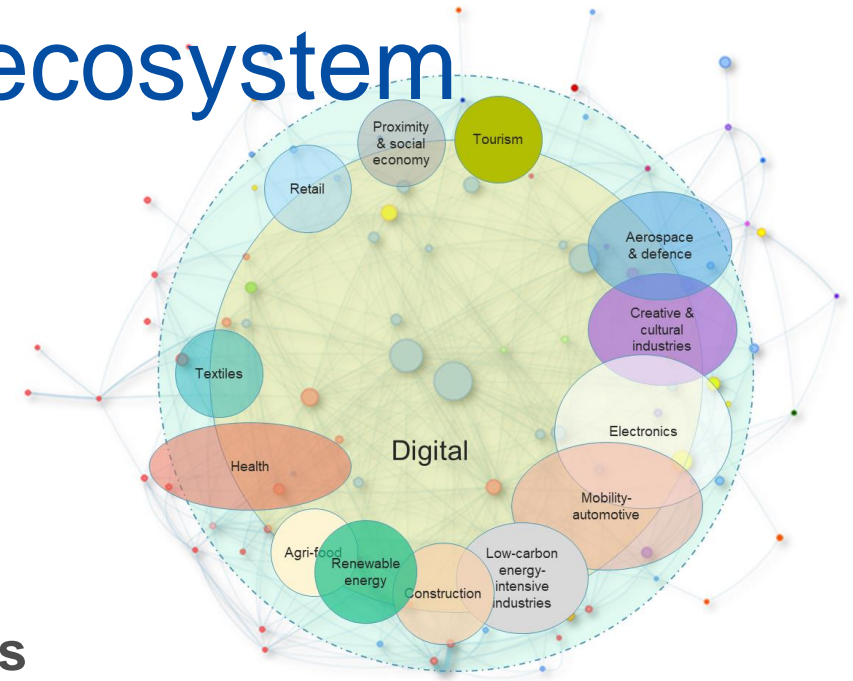 ecosystem
Proximity
& social
economy
Tourism
Retail
Aerospace
& defence
Creative &
cultural
industries
Textiles
Electronics
Digital
Health
Mobility-
automotive
Agri-food
Renewable
energy
Construction
Low-carbon
energy-
intensive
industries
s